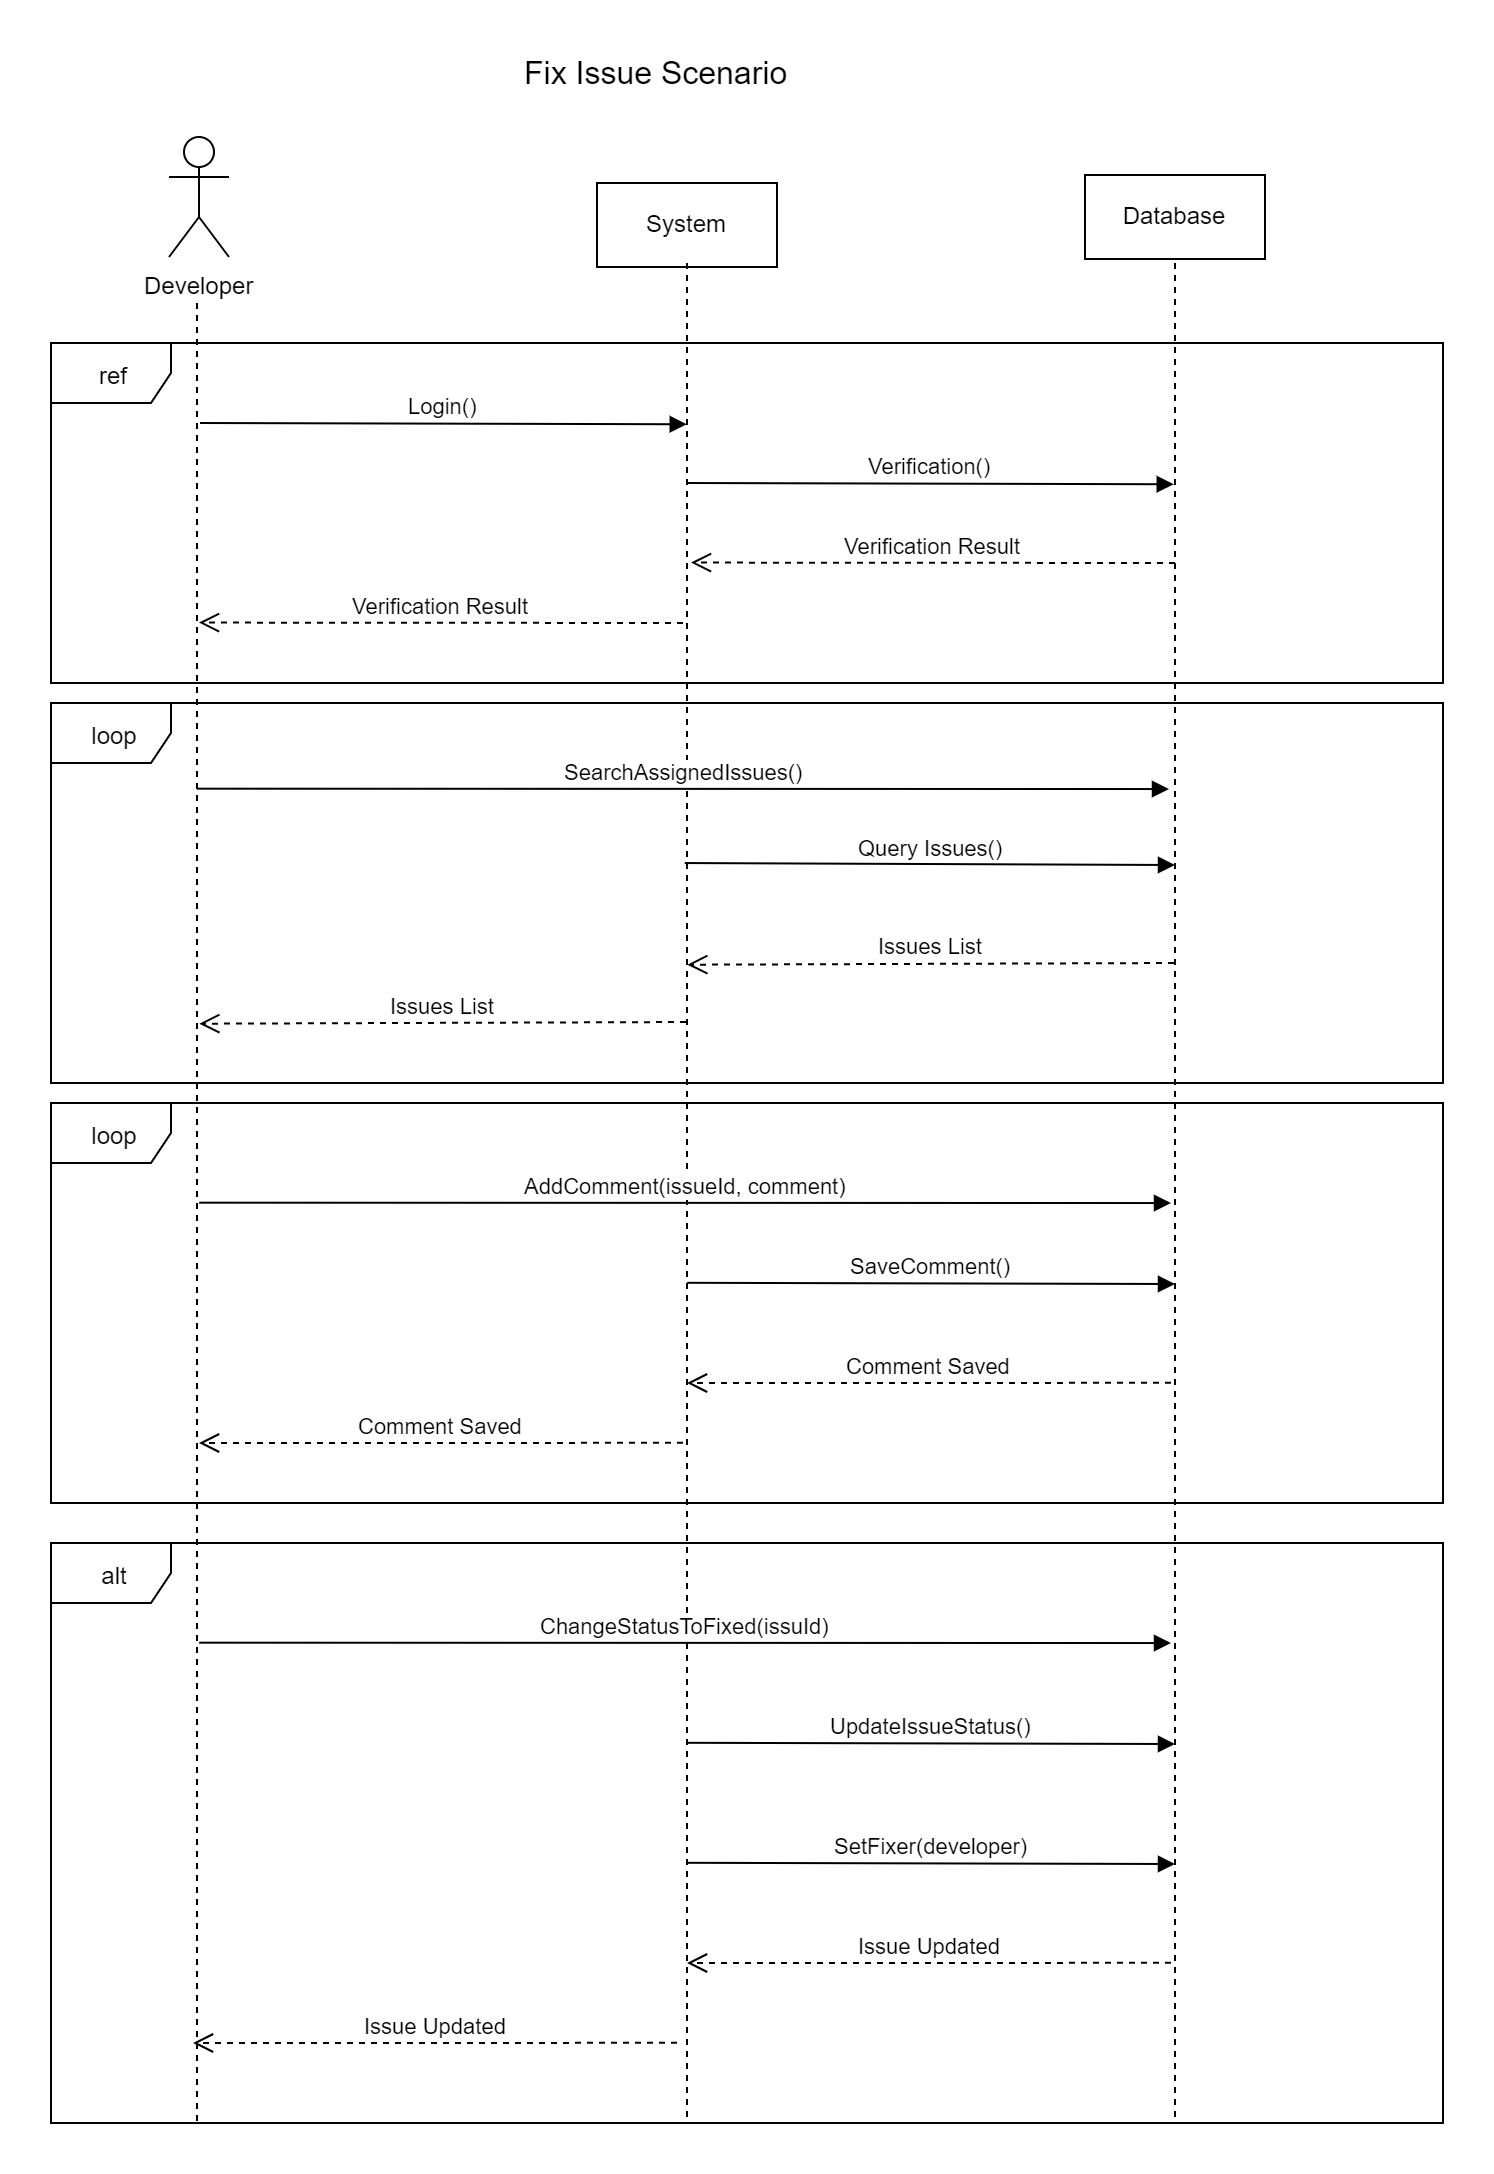 Fix Issue Scenario
Developer
System
Database
ref
Login()
Verification()
Verification Result
Verification Result
loop
SearchAssignedIssues()
Query Issues()
Issues List
Issues List
loop
AddComment(issueId, comment)
SaveComment()
Comment Saved
Comment Saved
alt
ChangeStatusToFixed(issuId)
UpdateIssueStatus()
SetFixer(developer)
Issue Updated
Issue Updated